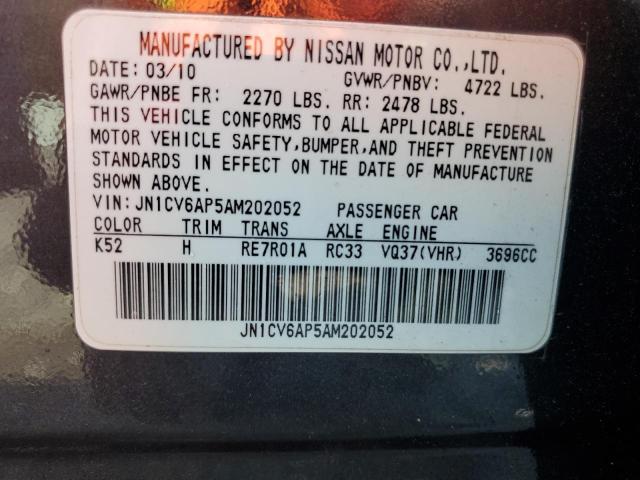 MANUFACTURED BY NISSAN MOTOR CO.,LTD.
DATE: 03/10 GVWR/PNBV: 4722 LBS.
GAWR/PNBE FR: 2270 LBS. RR: 2478 LBS.
THIS VEHICLE CONFORMS TO ALL APPLICABLE FEDERAL
MOTOR VEHICLE SAFETY,BUMPER,AND THEFT PREVENTION
STANDARDS IN EFFECT ON THE DATE OF MANUFACTURE
SHOWN ABOVE.
VIN:JN1CV6AP5AM202052 PASSENGER CAR
COLOR TRIM TRANS AXLE ENGINE
K52 H RE7R01A RC33 VQ37(VHR) 3696CC
JN1CV6AP5AM202052